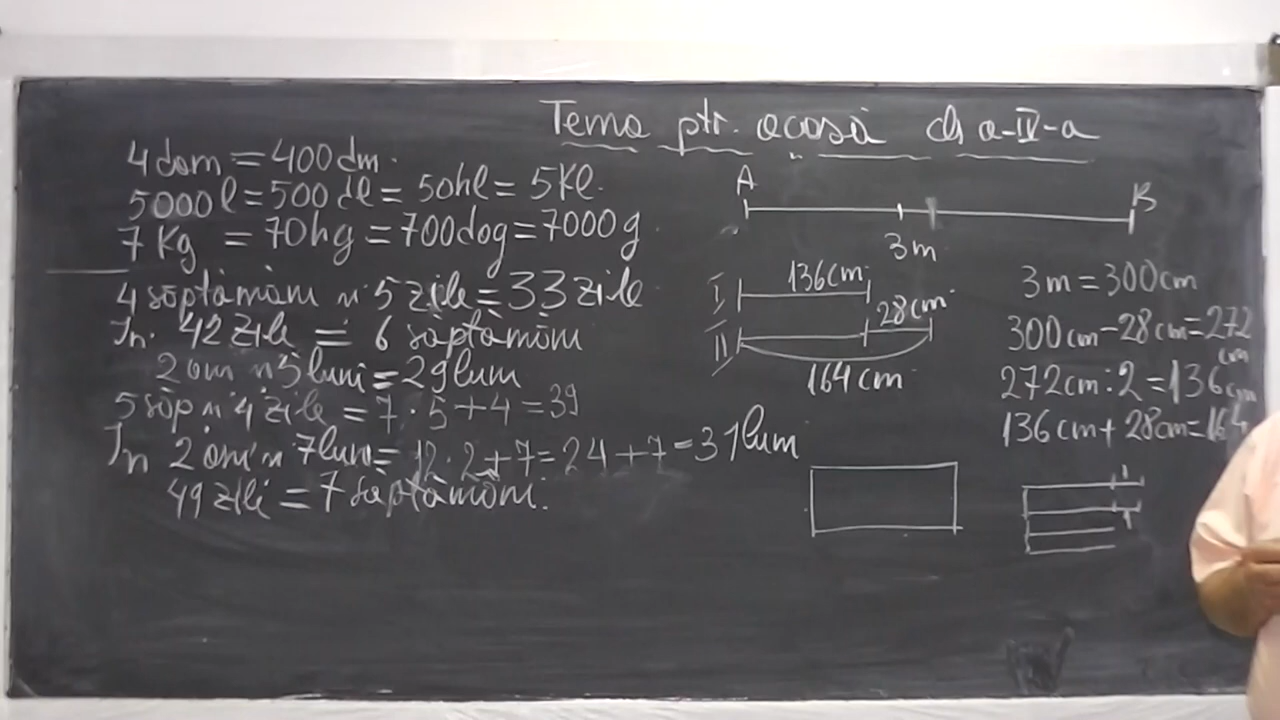 Tema ptr. acasă cls a-IV-a
4 dam = 400 dm.
5000 l = 500 dl = 50 hl = 5 Kl.
7 Kg = 70 hg = 700 dag = 7000 g
4 săptămâni și 5 zile = 33 zile
În 42 zile = 6 săptămâni
2 ani și 5 luni = 29 luni
5 săp și 4 zile = 7 · 5 + 4 = 39
În 2 ani și 7 luni = 12 · 2 + 7 = 24 + 7 = 31 luni
49 zile = 7 săptămâni.
A B
3 m
I 136 cm
28 cm
II
164 cm
3 m = 300 cm
300 cm - 28 cm = 272 cm
272 cm : 2 = 136 cm
136 cm + 28 cm = 164
1
1